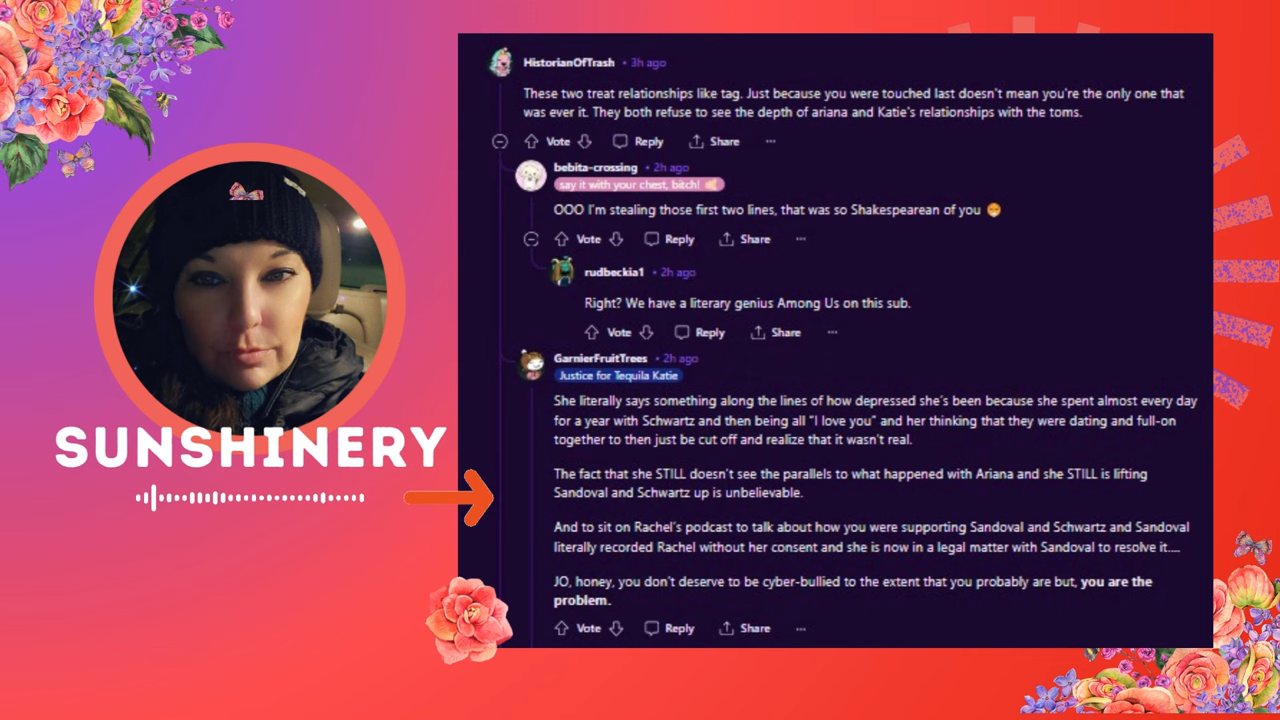 HistorianOfTrash • 3h ago
These two treat relationships like tag. Just because you were touched last doesn't mean you're the only one that
was ever it. They both refuse to see the depth of ariana and Katie's relationships with the toms.
Vote Reply Share ...
bebita-crossing • 2h ago
say it with your chest, bitch!
OOO I'm stealing those first two lines, that was so Shakespearean of you
Vote Reply Share ...
rudbeckia1 • 2h ago
Right? We have a literary genius Among Us on this sub.
Vote Reply Share ...
GarnierFruitTrees • 2h ago
Justice for Tequila Katie
She literally says something along the lines of how depressed she's been because she spent almost every day
for a year with Schwartz and then being all "I love you" and her thinking that they were dating and full-on
together to then just be cut off and realize that it wasn't real.
The fact that she STILL doesn't see the parallels to what happened with Ariana and she STILL is lifting
Sandoval and Schwartz up is unbelievable.
And to sit on Rachel's podcast to talk about how you were supporting Sandoval and Schwartz and Sandoval
literally recorded Rachel without her consent and she is now in a legal matter with Sandoval to resolve it....
JO, honey, you don't deserve to be cyber-bullied to the extent that you probably are but, you are the
problem.
Vote Reply Share ...
SUNSHINERY